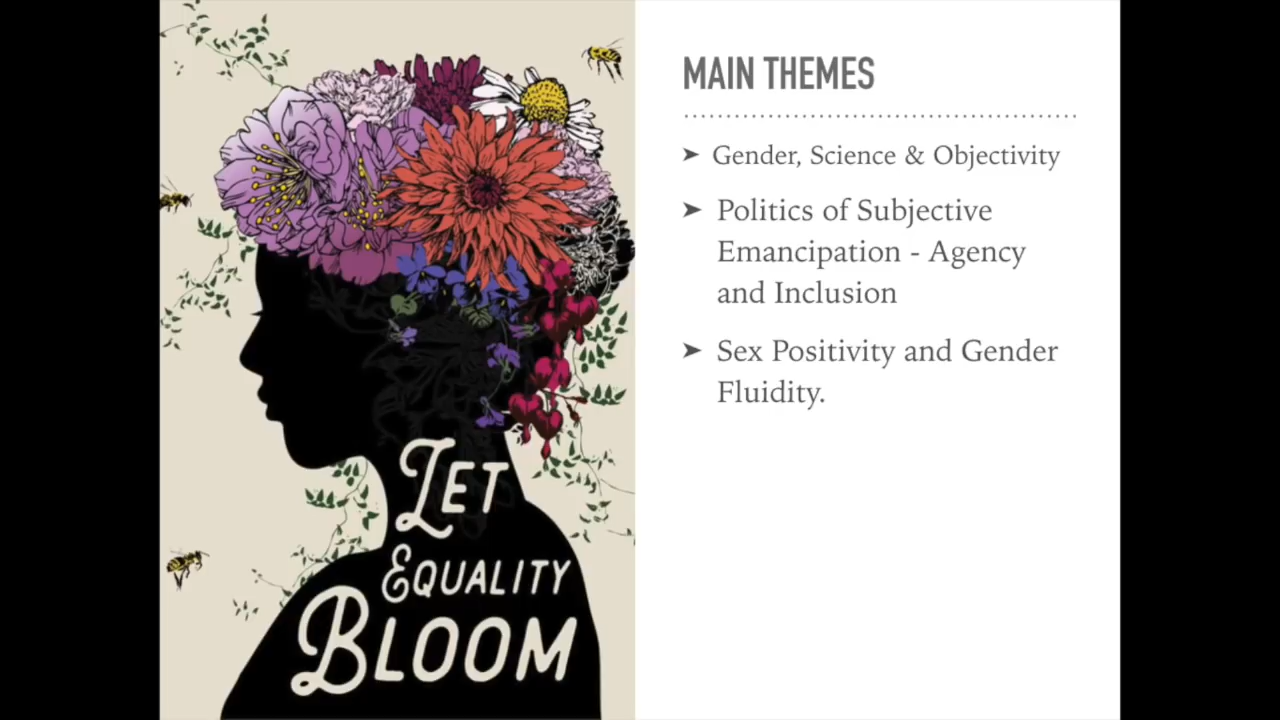 LET
EQUALITY
BLOOM
MAIN THEMES
➤ Gender, Science & Objectivity
➤ Politics of Subjective
Emancipation - Agency
and Inclusion
➤ Sex Positivity and Gender
Fluidity.